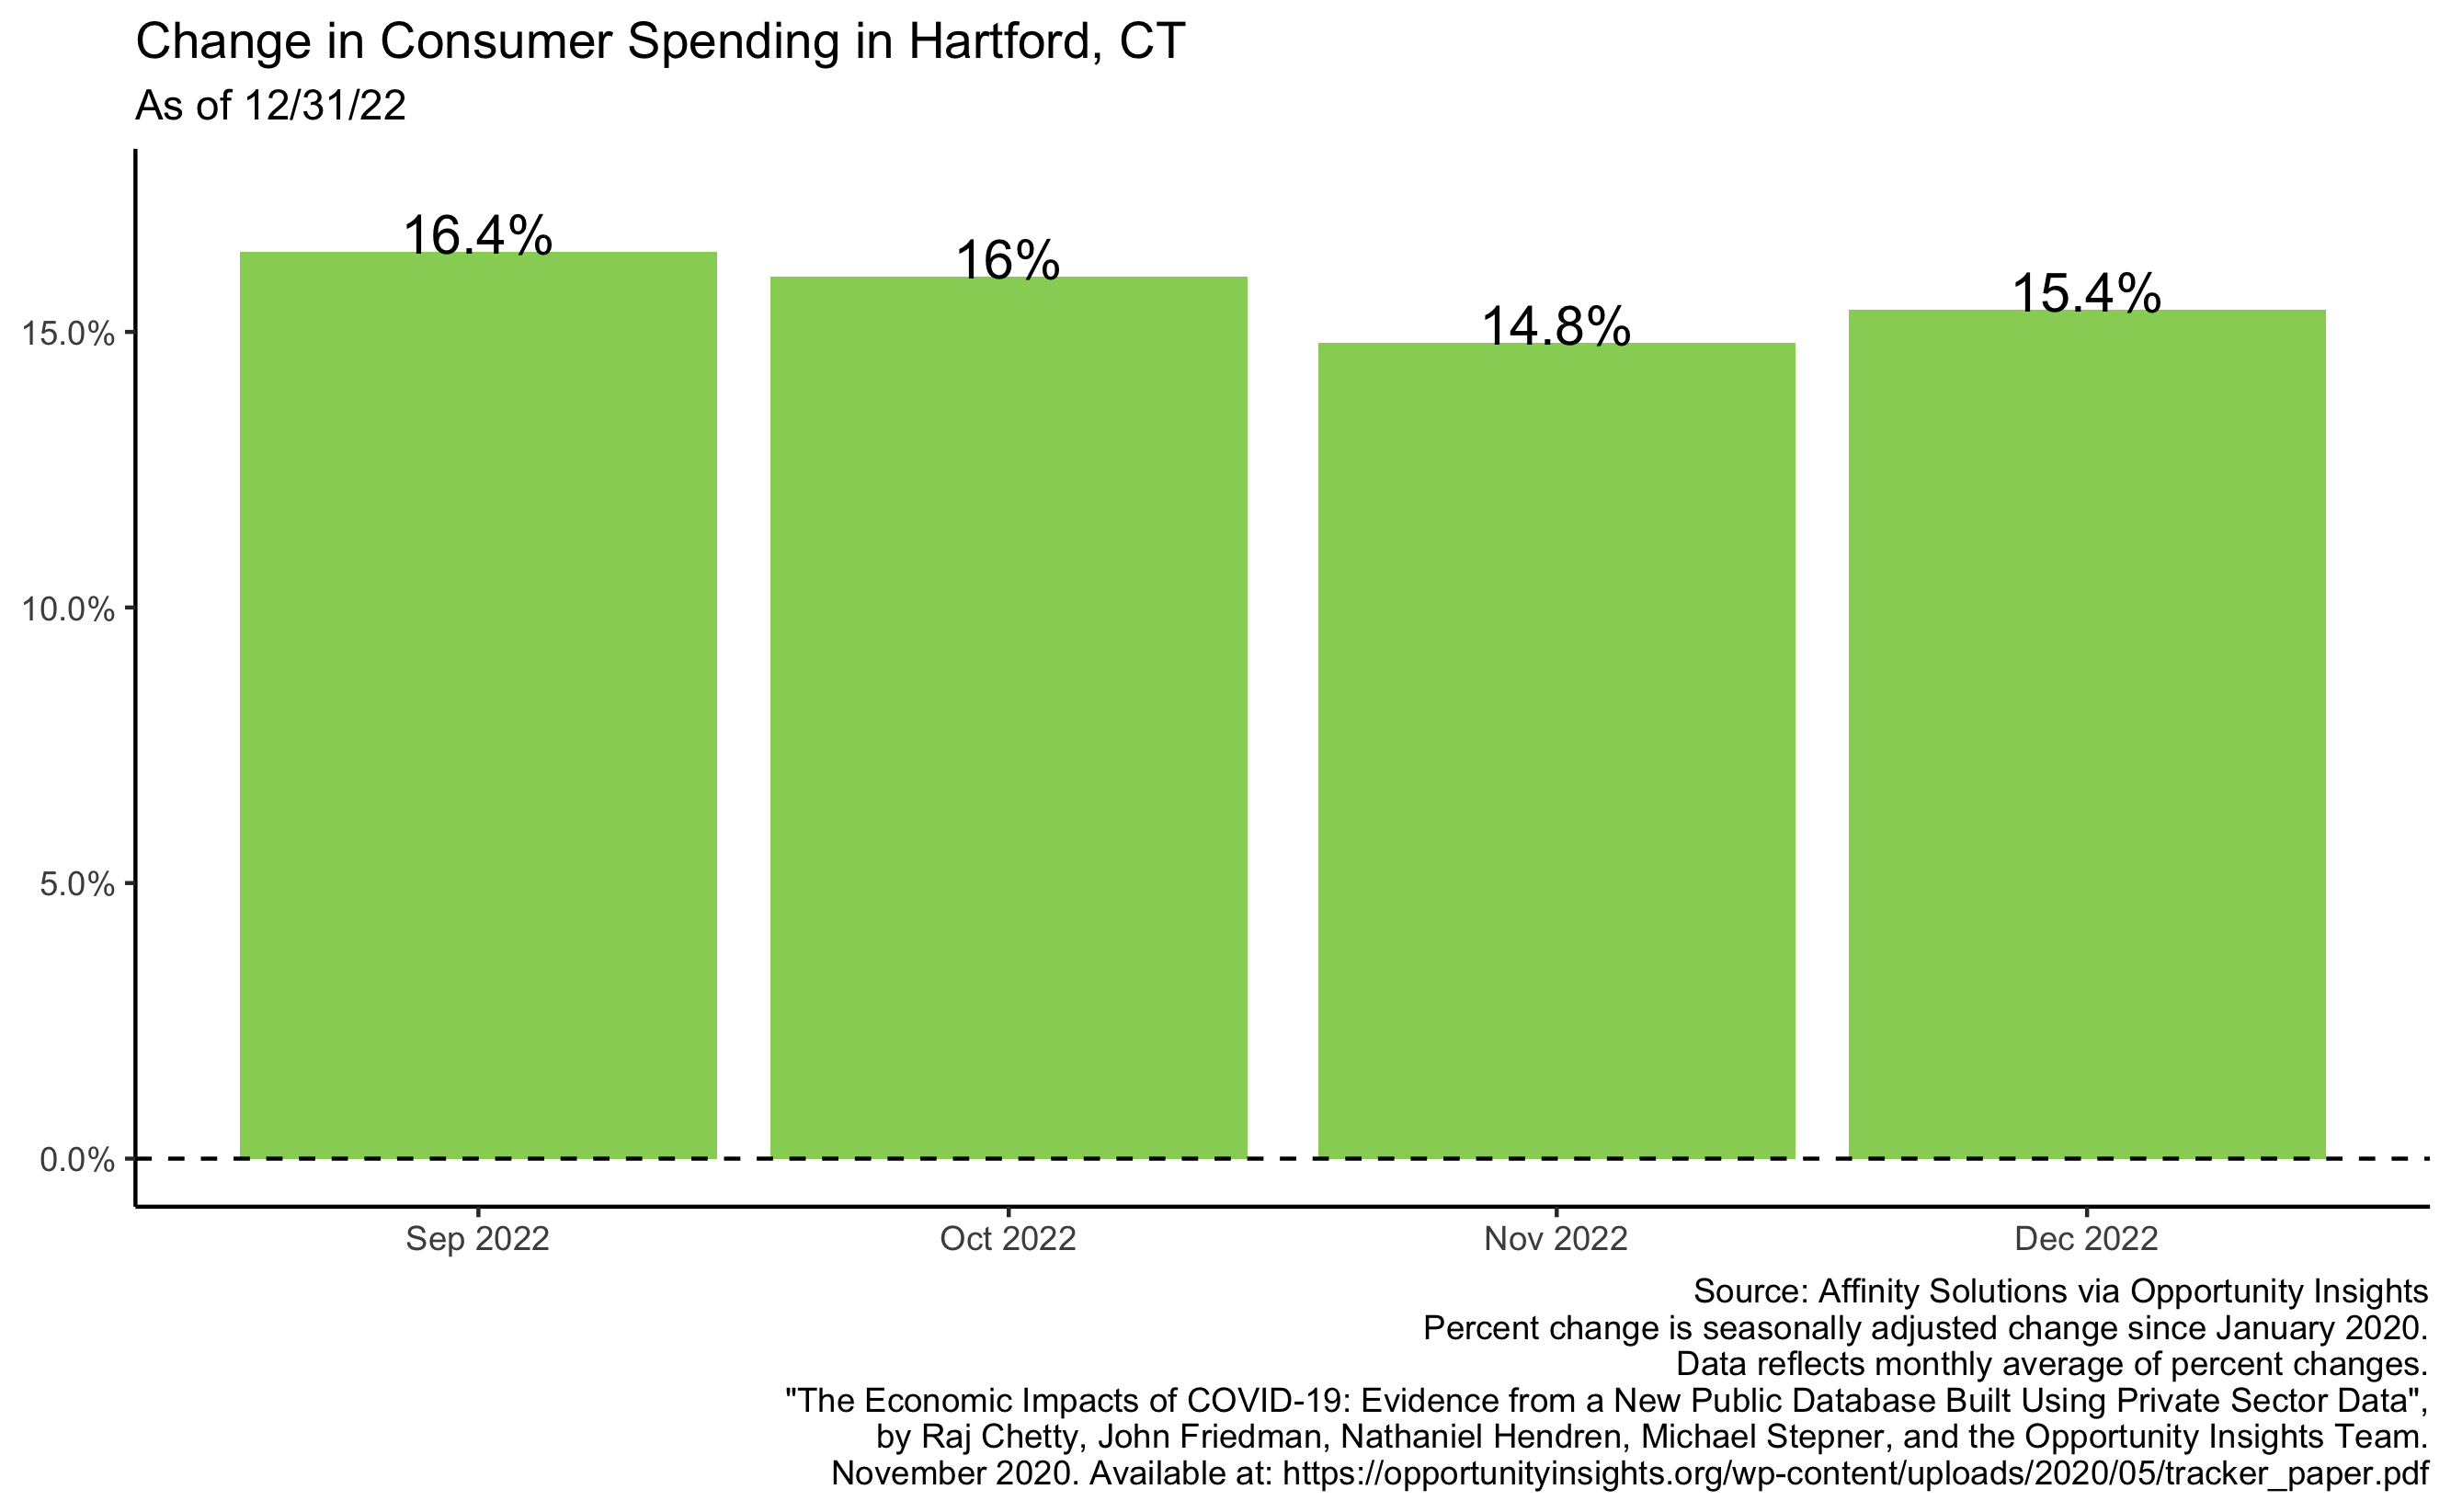 Change in Consumer Spending in Hartford, CT
As of 12/31/22
16.4%
16%
14.8%
15.4%
15.0%
10.0%
5.0%
0.0%
Sep 2022
Oct 2022
Nov 2022
Dec 2022
Source: Affinity Solutions via Opportunity Insights
Percent change is seasonally adjusted change since January 2020.
Data reflects monthly average of percent changes.
"The Economic Impacts of COVID-19: Evidence from a New Public Database Built Using Private Sector Data",
by Raj Chetty, John Friedman, Nathaniel Hendren, Michael Stepner, and the Opportunity Insights Team.
November 2020. Available at: https://opportunityinsights.org/wp-content/uploads/2020/05/tracker_paper.pdf